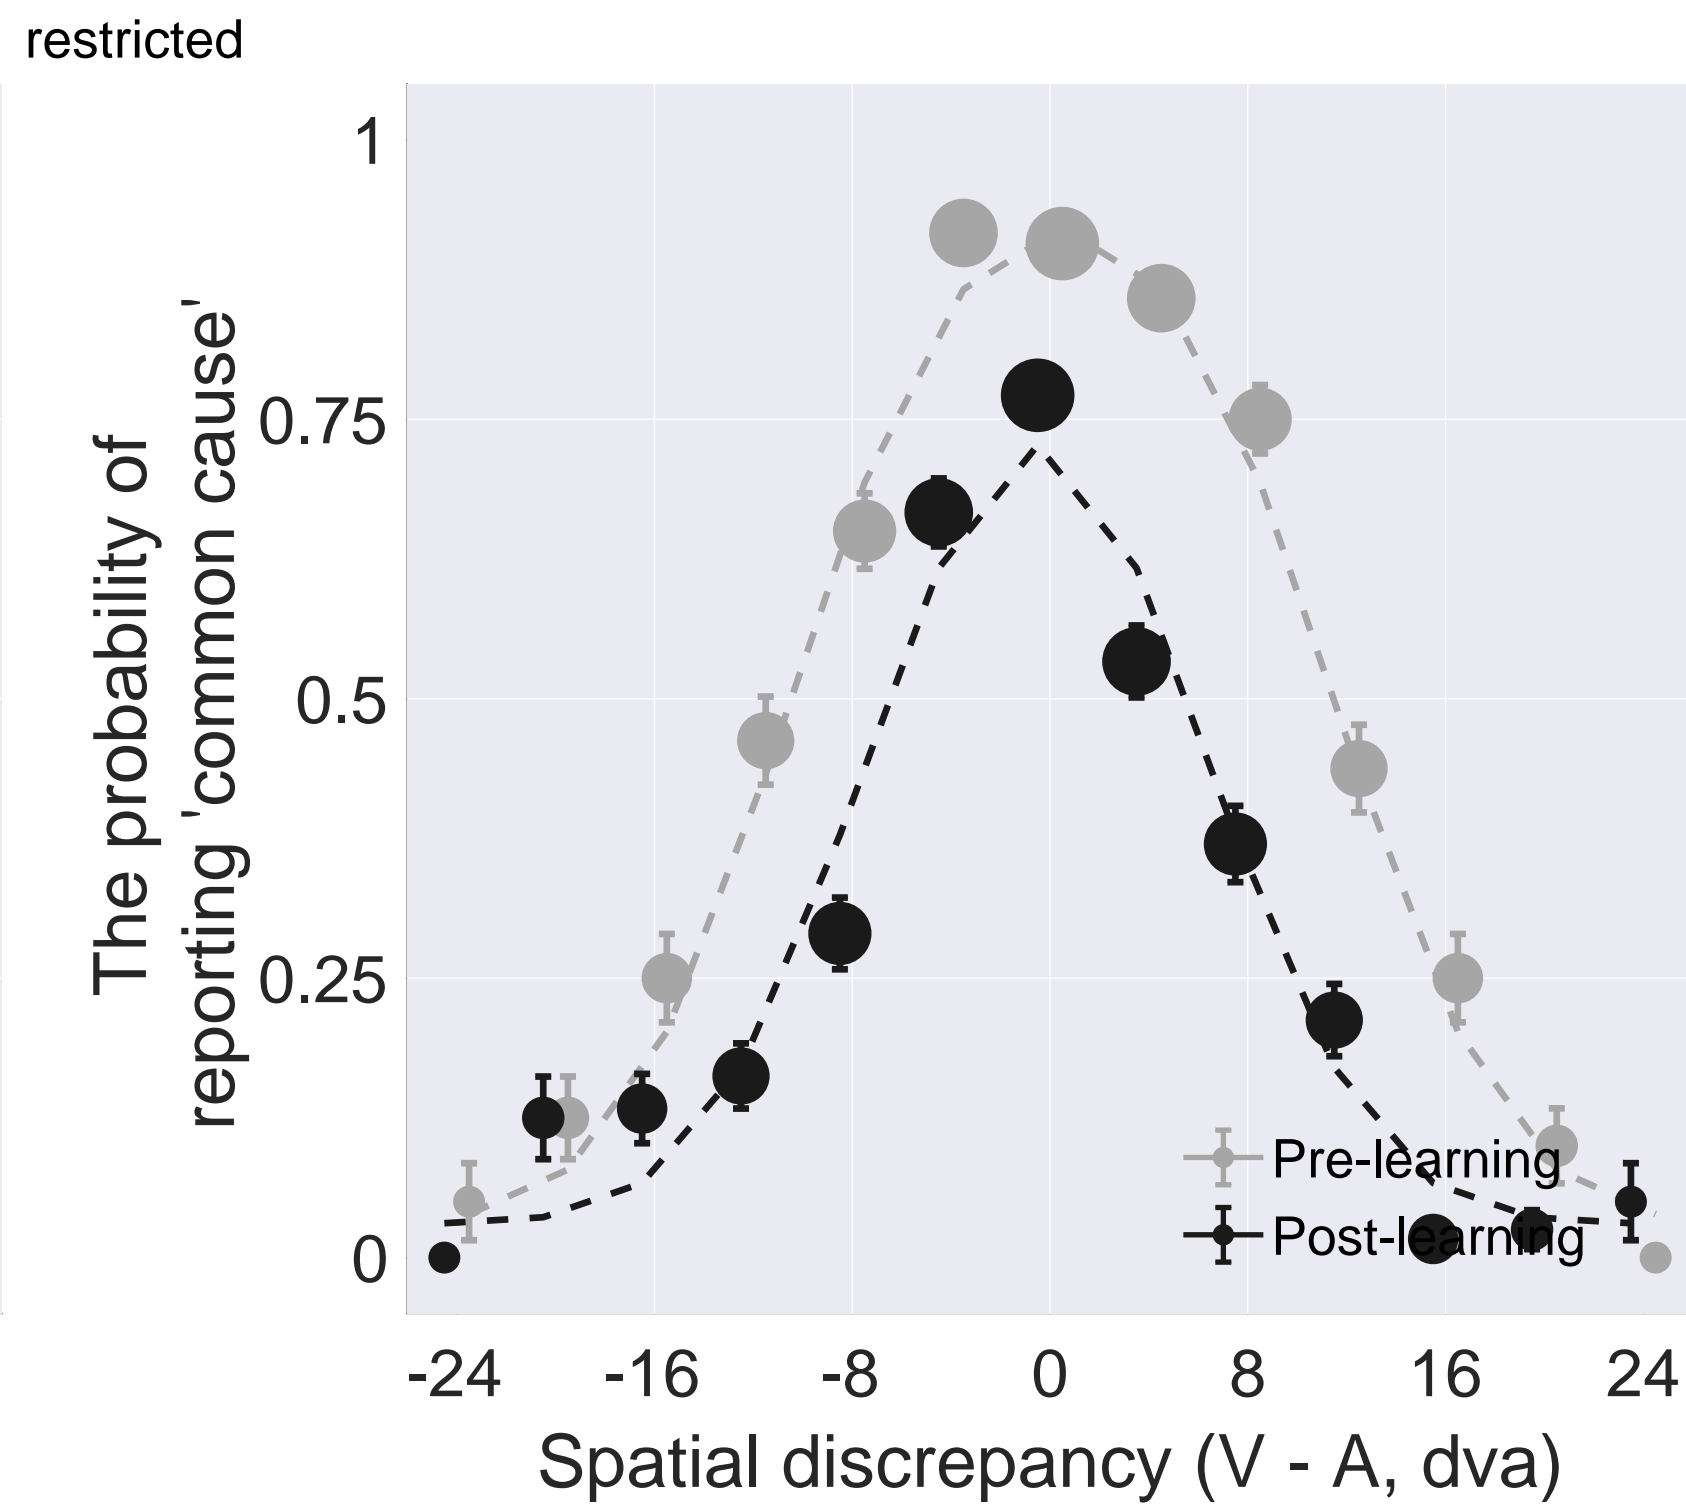 restricted
The probability of
reporting 'common cause'
1
0.75
0.5
0.25
0
Pre-learning
Post-learning
-24 -16 -8 0 8 16 24
Spatial discrepancy (V - A, dva)